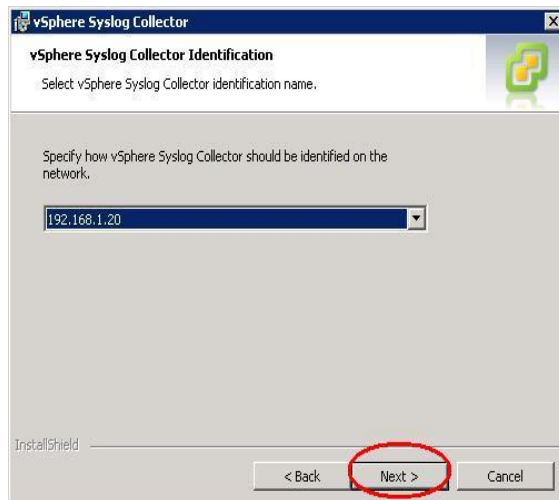 vSphere Syslog Collector
vSphere Syslog Collector Identification
Select vSphere Syslog Collector identification name.
Specify how vSphere Syslog Collector should be identified on the
network.
192.168.1.20
InstallShield
< Back
Next >
Cancel